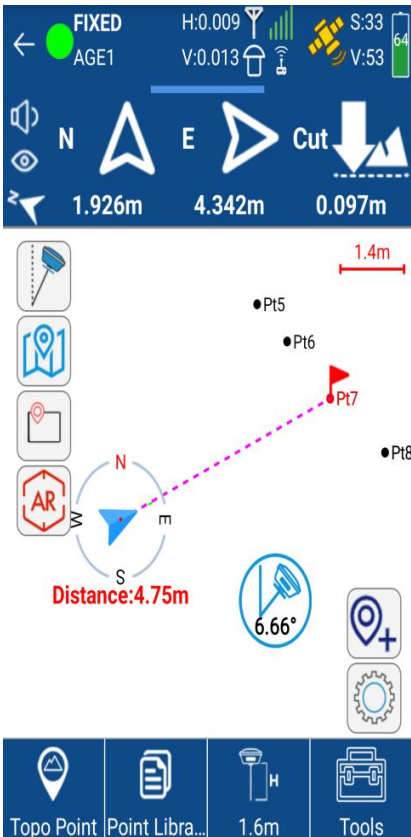 FIXED
H:0.009
S:33
64
AGE1
V:0.013
V:53
N
E
Cut
Z
1.926m
4.342m
0.097m
1.4m
Pt5
Pt6
Pt7
Pt8
AR
N
W
E
S
Distance:4.75m
6.66°
H
Topo Point
Point Libra...
1.6m
Tools